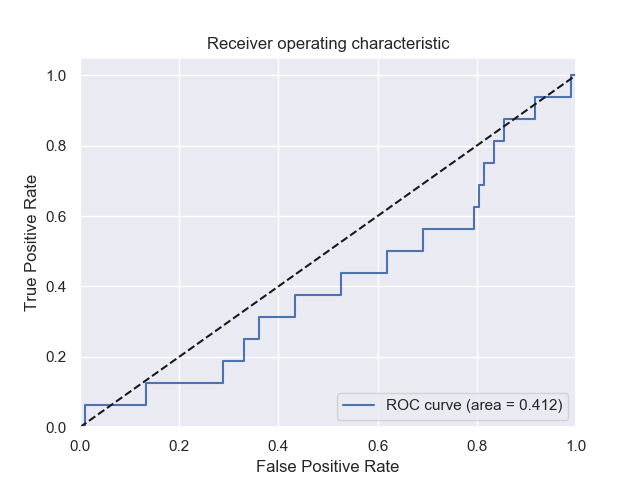 Receiver operating characteristic
1.0
0.8
0.6
0.4
0.2
0.0
True Positive Rate
ROC curve (area = 0.412)
0.0 0.2 0.4 0.6 0.8 1.0
False Positive Rate